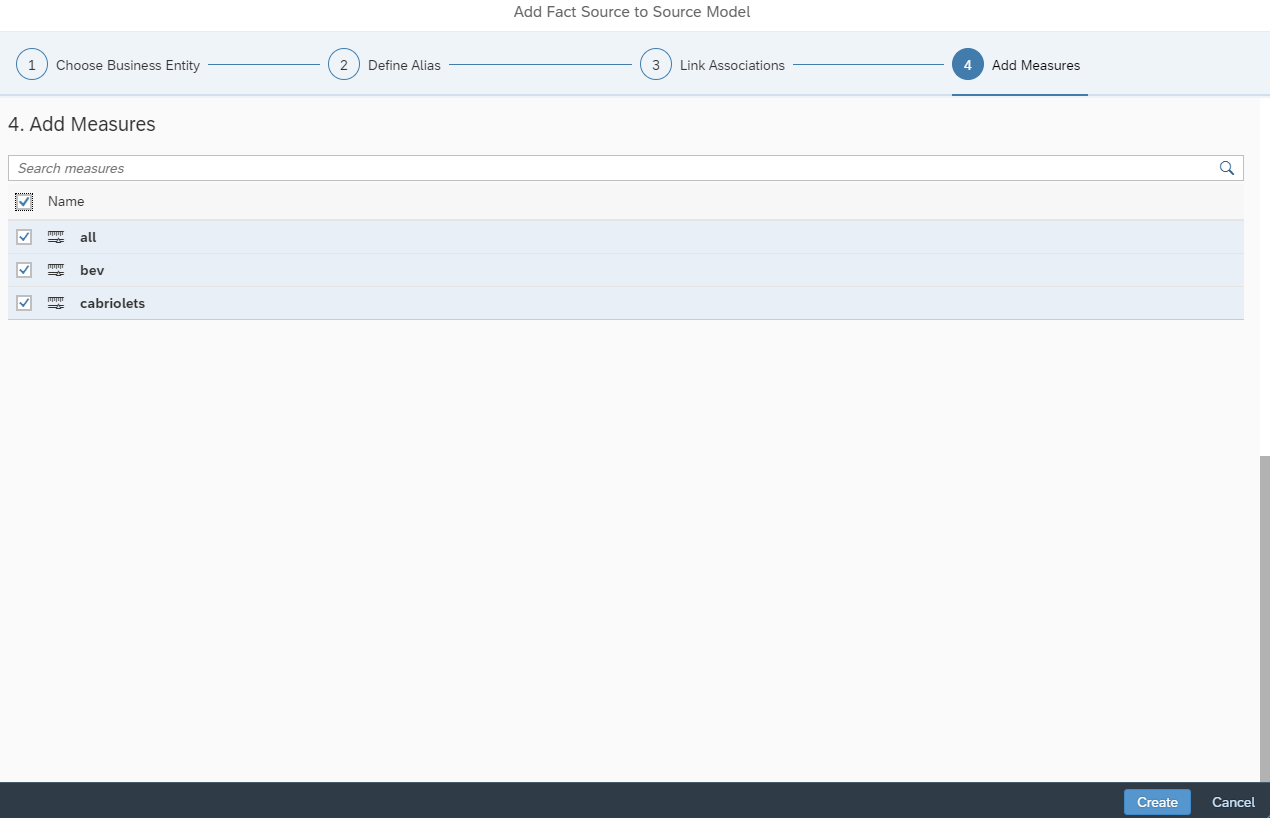 Add Fact Source to Source Model
1 Choose Business Entity 2 Define Alias 3 Link Associations 4 Add Measures
4. Add Measures
Search measures
Name
all
bev
cabriolets
Create Cancel